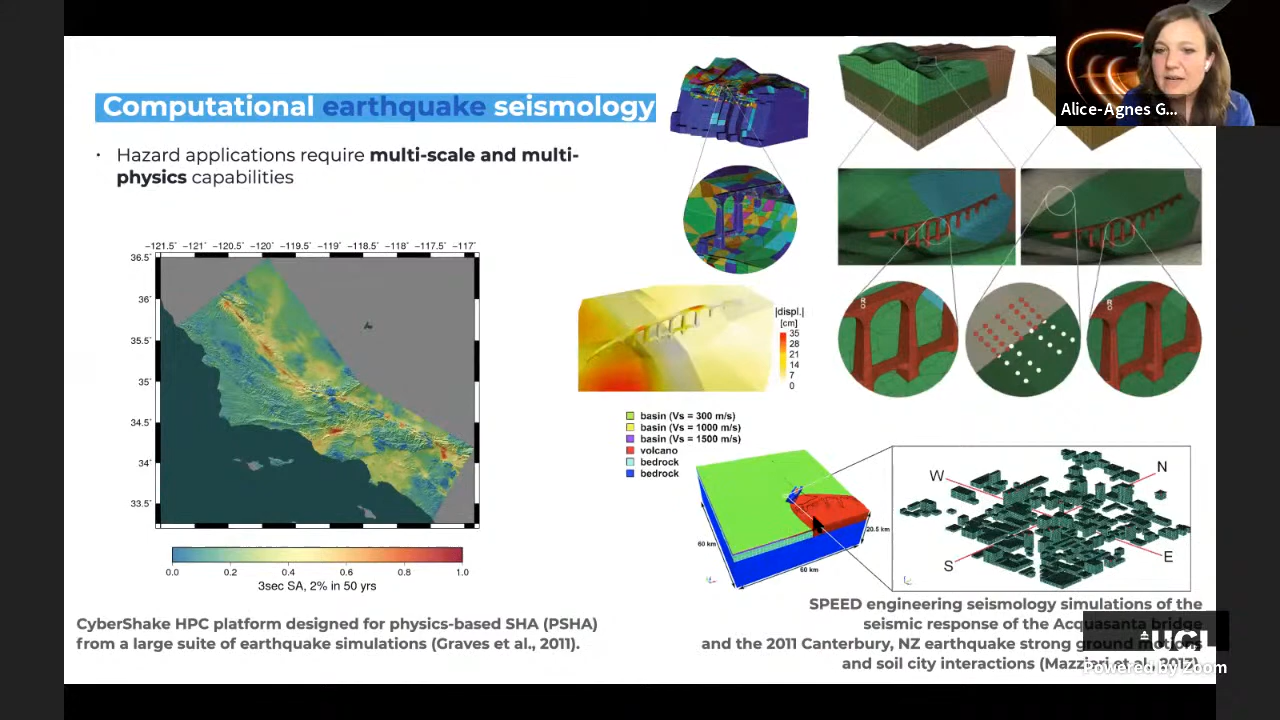 Alice-Agnes G...
Computational earthquake seismology
• Hazard applications require multi-scale and multi-
physics capabilities
−121.5˚ −121˚ −120.5˚ −120˚ −119.5˚ −119˚ −118.5˚ −118˚ −117.5˚ −117˚
36.5˚
36˚
35.5˚
35˚
34.5˚
34˚
33.5˚
0.0 0.2 0.4 0.6 0.8 1.0
3sec SA, 2% in 50 yrs
CyberShake HPC platform designed for physics-based SHA (PSHA)
from a large suite of earthquake simulations (Graves et al., 2011).
|displ.|
[cm]
35
28
21
14
7
0
basin (Vs = 300 m/s)
basin (Vs = 1000 m/s)
basin (Vs = 1500 m/s)
volcano
bedrock
bedrock
60 km
60 km
20.5 km
W
N
S
E
SPEED engineering seismology simulations of the
seismic response of the Acquasanta bridge
and the 2011 Canterbury, NZ earthquake strong ground motions
and soil city interactions (Mazzieri et al., 2013).
UCL
Powered by Zoom